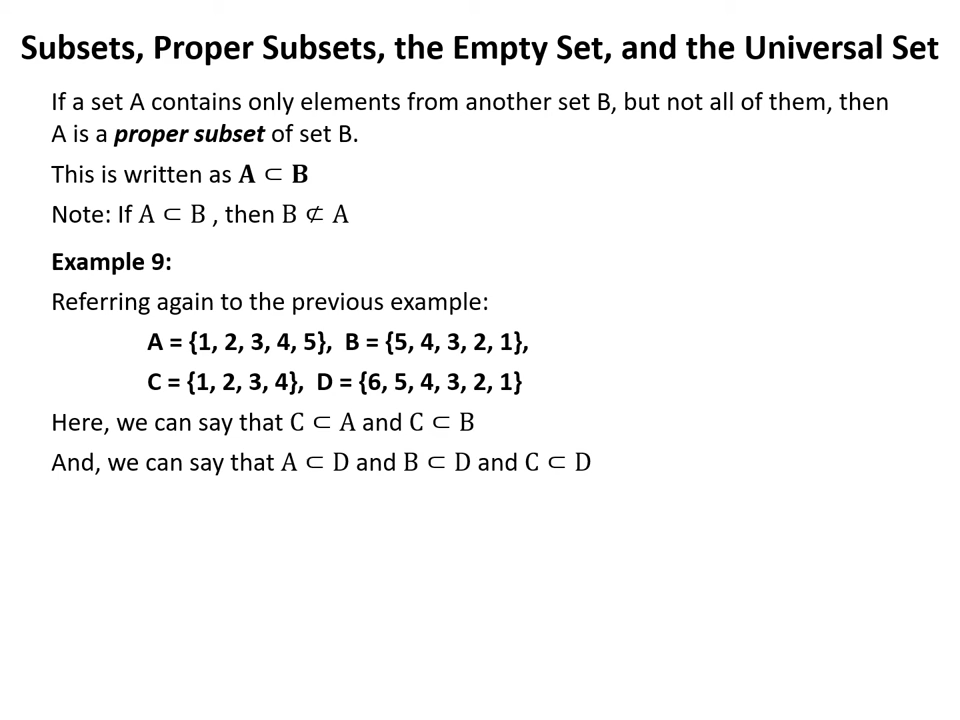 Subsets, Proper Subsets, the Empty Set, and the Universal Set
If a set A contains only elements from another set B, but not all of them, then
A is a proper subset of set B.
This is written as A ⊂ B
Note: If A ⊂ B , then B ⊄ A
Example 9:
Referring again to the previous example:
A = {1, 2, 3, 4, 5},  B = {5, 4, 3, 2, 1},
C = {1, 2, 3, 4},  D = {6, 5, 4, 3, 2, 1}
Here, we can say that C ⊂ A and C ⊂ B
And, we can say that A ⊂ D and B ⊂ D and C ⊂ D